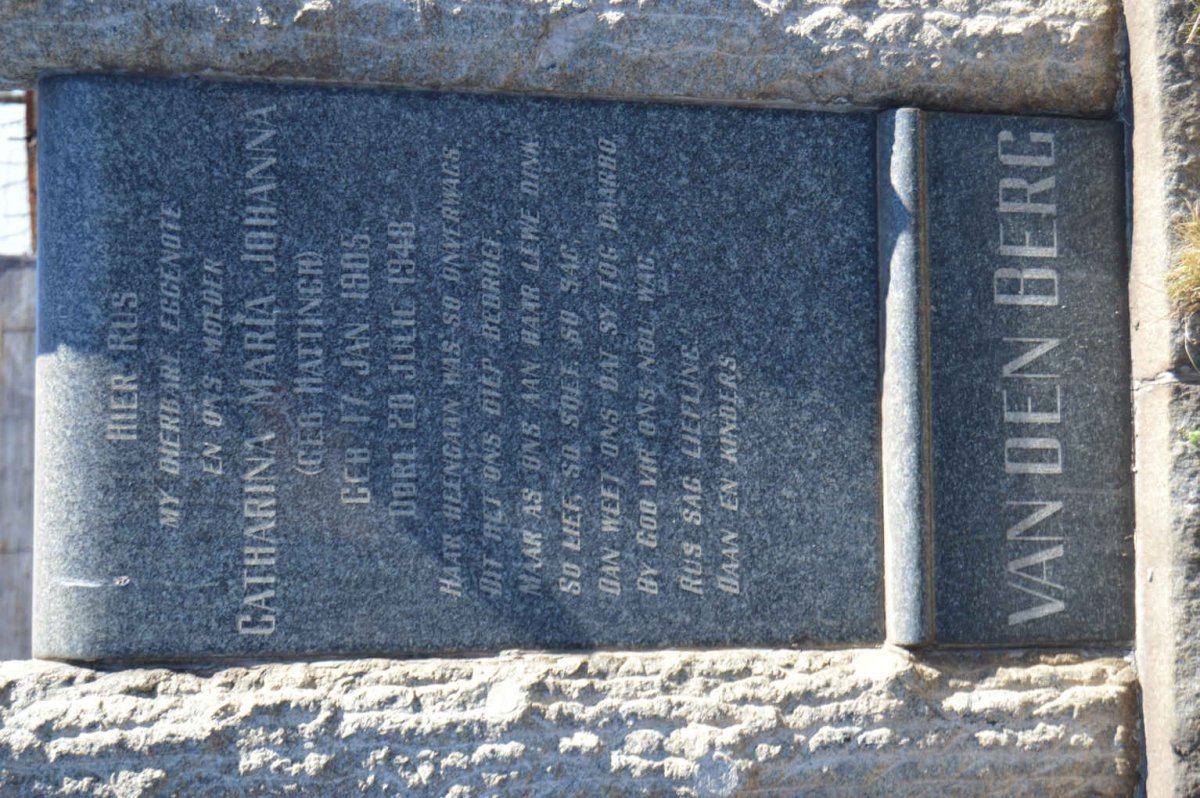 HIER RUS
MY DIERBARE EGGENOTE
EN ONS MOEDER
CATHARINA MARIA JOHANNA
(GEB HATTINGH)
GEB 17 JAN 1905
OORL 20 JULIE 1948
HAAR HEENGAAN WAS SO ONVERWAGS
DIT HET ONS DIEP BEDROEF
MAAR AS ONS AAN HAAR LEWE DINK
SO LIEF, SO SOET SO SAG,
DAN WEET ONS DAT SY TOG DAARBO
BY GOD VIR ONS NOU WAG
RUS SAG LIEFLING.
DAAN EN KINDERS
VAN DEN BERG